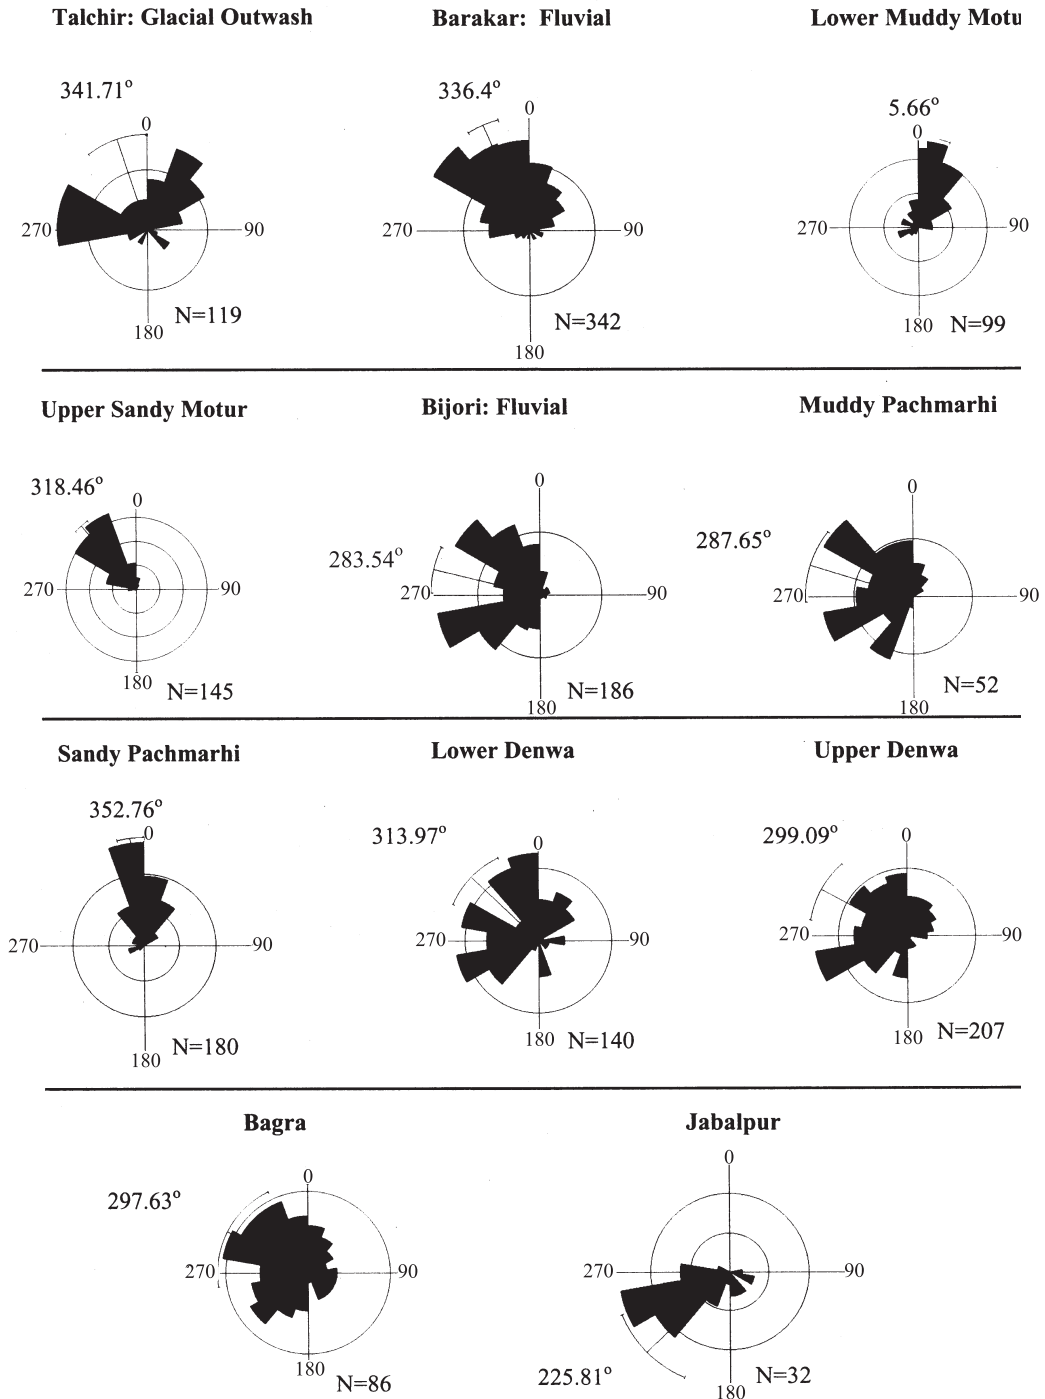 Talchir: Glacial Outwash
Barakar: Fluvial
Lower Muddy Motu
341.71°
336.4°
5.66°
0
0
0
270
90
270
90
270
90
N=119
N=342
N=99
180
180
180
Upper Sandy Motur
Bijori: Fluvial
Muddy Pachmarhi
318.46°
283.54°
287.65°
0
0
0
270
90
270
90
270
90
N=145
N=186
N=52
180
180
180
Sandy Pachmarhi
Lower Denwa
Upper Denwa
352.76°
313.97°
299.09°
0
0
0
270
90
270
90
270
90
N=180
N=140
N=207
180
180
180
Bagra
Jabalpur
297.63°
0
0
270
90
270
90
225.81°
180
N=86
180
N=32